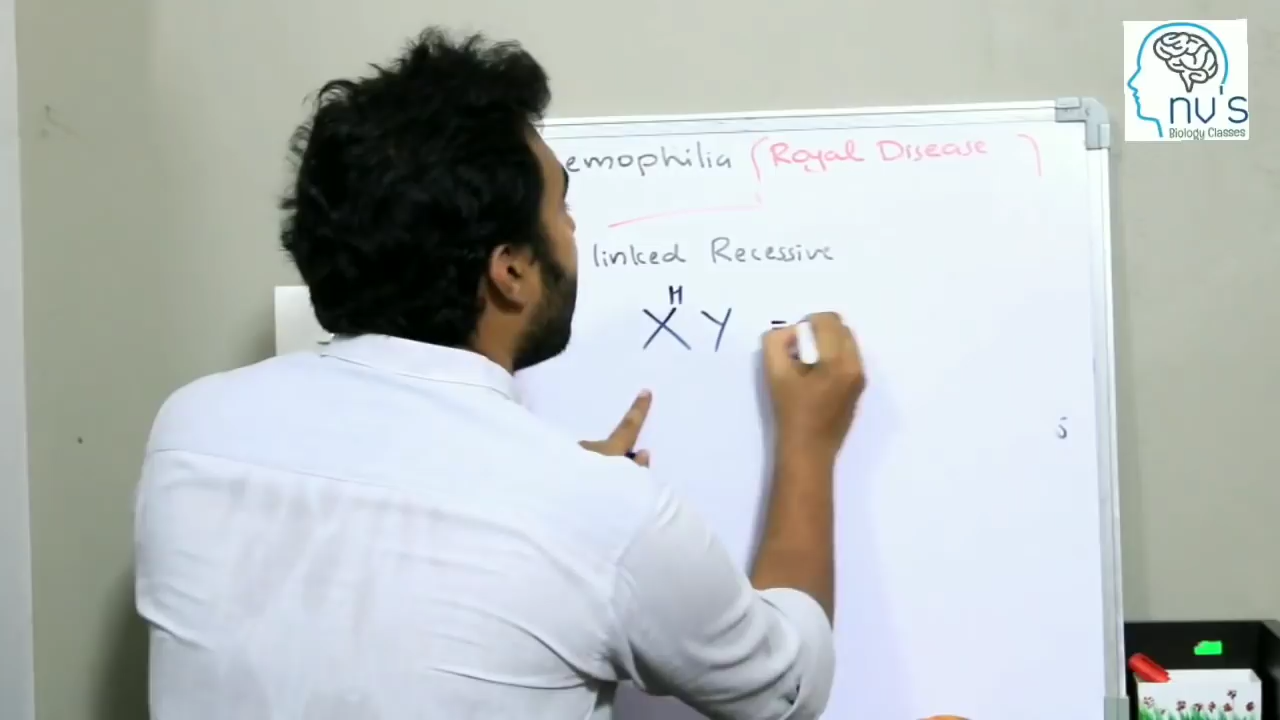 emophilia (Royal Disease )
linked Recessive
X^H Y =
nv's
Biology Classes